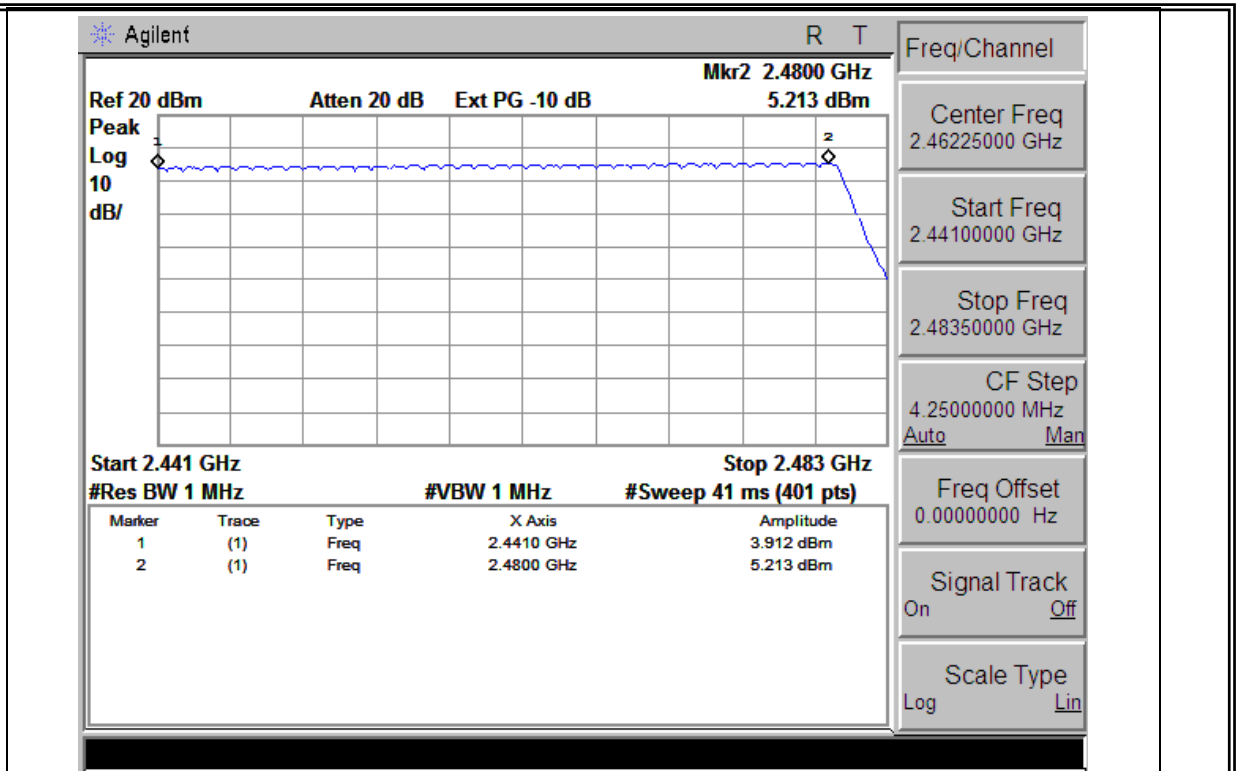 Agilent R T
Mkr2 2.4800 GHz
Ref 20 dBm Atten 20 dB Ext PG -10 dB 5.213 dBm
Peak
Log
10
dB/
1
2
Start 2.441 GHz Stop 2.483 GHz
#Res BW 1 MHz #VBW 1 MHz #Sweep 41 ms (401 pts)
Marker Trace Type X Axis Amplitude
1 (1) Freq 2.4410 GHz 3.912 dBm
2 (1) Freq 2.4800 GHz 5.213 dBm
Freq/Channel
Center Freq
2.46225000 GHz
Start Freq
2.44100000 GHz
Stop Freq
2.48350000 GHz
CF Step
4.25000000 MHz
Auto Man
Freq Offset
0.00000000 Hz
Signal Track
On Off
Scale Type
Log Lin